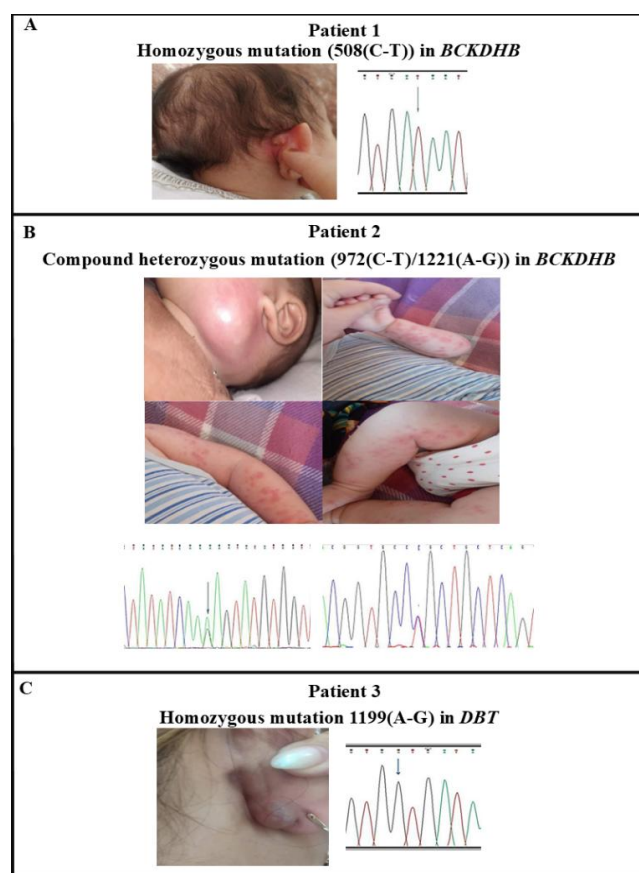 A
Patient 1
Homozygous mutation (508(C-T)) in BCKDHB
B
Patient 2
Compound heterozygous mutation (972(C-T)/1221(A-G)) in BCKDHB
C
Patient 3
Homozygous mutation 1199(A-G) in DBT